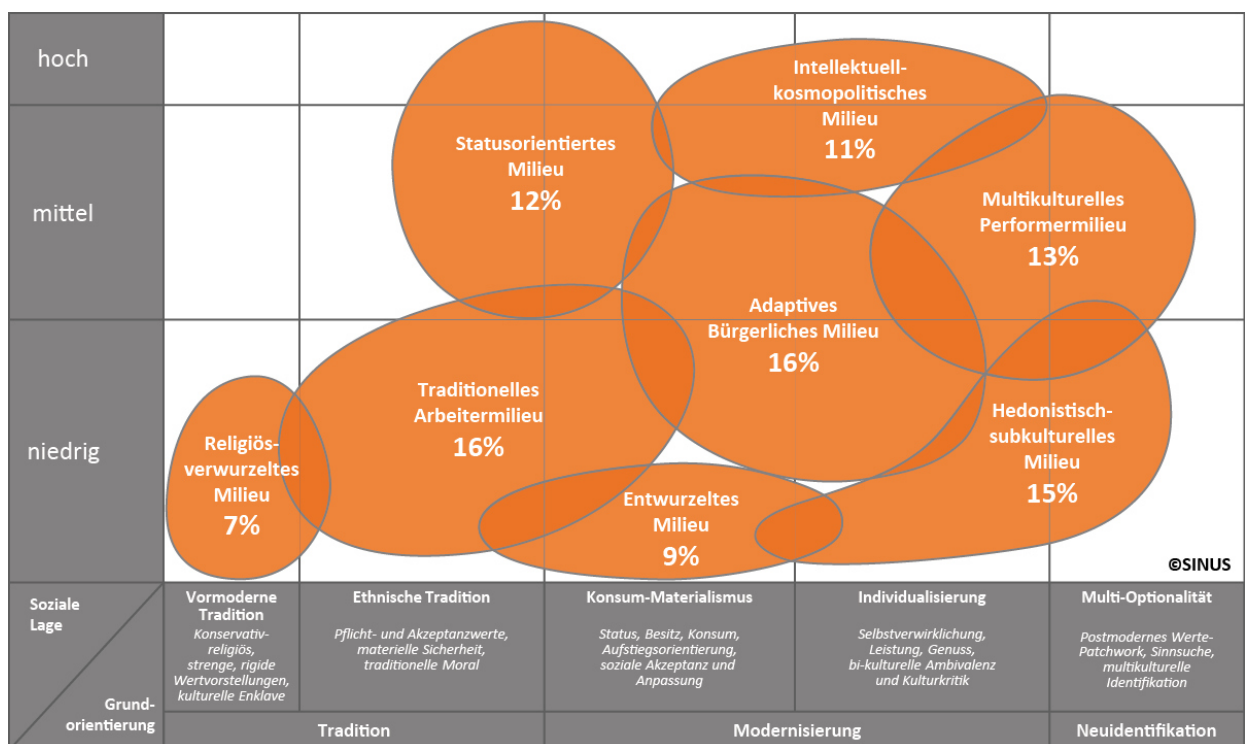 hoch
mittel
niedrig
Intellektuell-
kosmopolitisches
Milieu
11%
Statusorientiertes
Milieu
12%
Multikulturelles
Performermilieu
13%
Adaptives
Bürgerliches Milieu
16%
Traditionelles
Arbeitermilieu
16%
Religiös-
verwurzeltes
Milieu
7%
Hedonistisch-
subkulturelles
Milieu
15%
Entwurzeltes
Milieu
9%
©SINUS
Soziale
Lage
Grund-
orientierung
Vormoderne
Tradition
Konservativ-
religiös,
strenge, rigide
Wertvorstellungen,
kulturelle Enklave
Ethnische Tradition
Pflicht- und Akzeptanzwerte,
materielle Sicherheit,
traditionelle Moral
Konsum-Materialismus
Status, Besitz, Konsum,
Aufstiegsorientierung,
soziale Akzeptanz und
Anpassung
Individualisierung
Selbstverwirklichung,
Leistung, Genuss,
bi-kulturelle Ambivalenz
und Kulturkritik
Multi-Optionalität
Postmodernes Werte-
Patchwork, Sinnsuche,
multikulturelle
Identifikation
Tradition
Modernisierung
Neuidentifikation